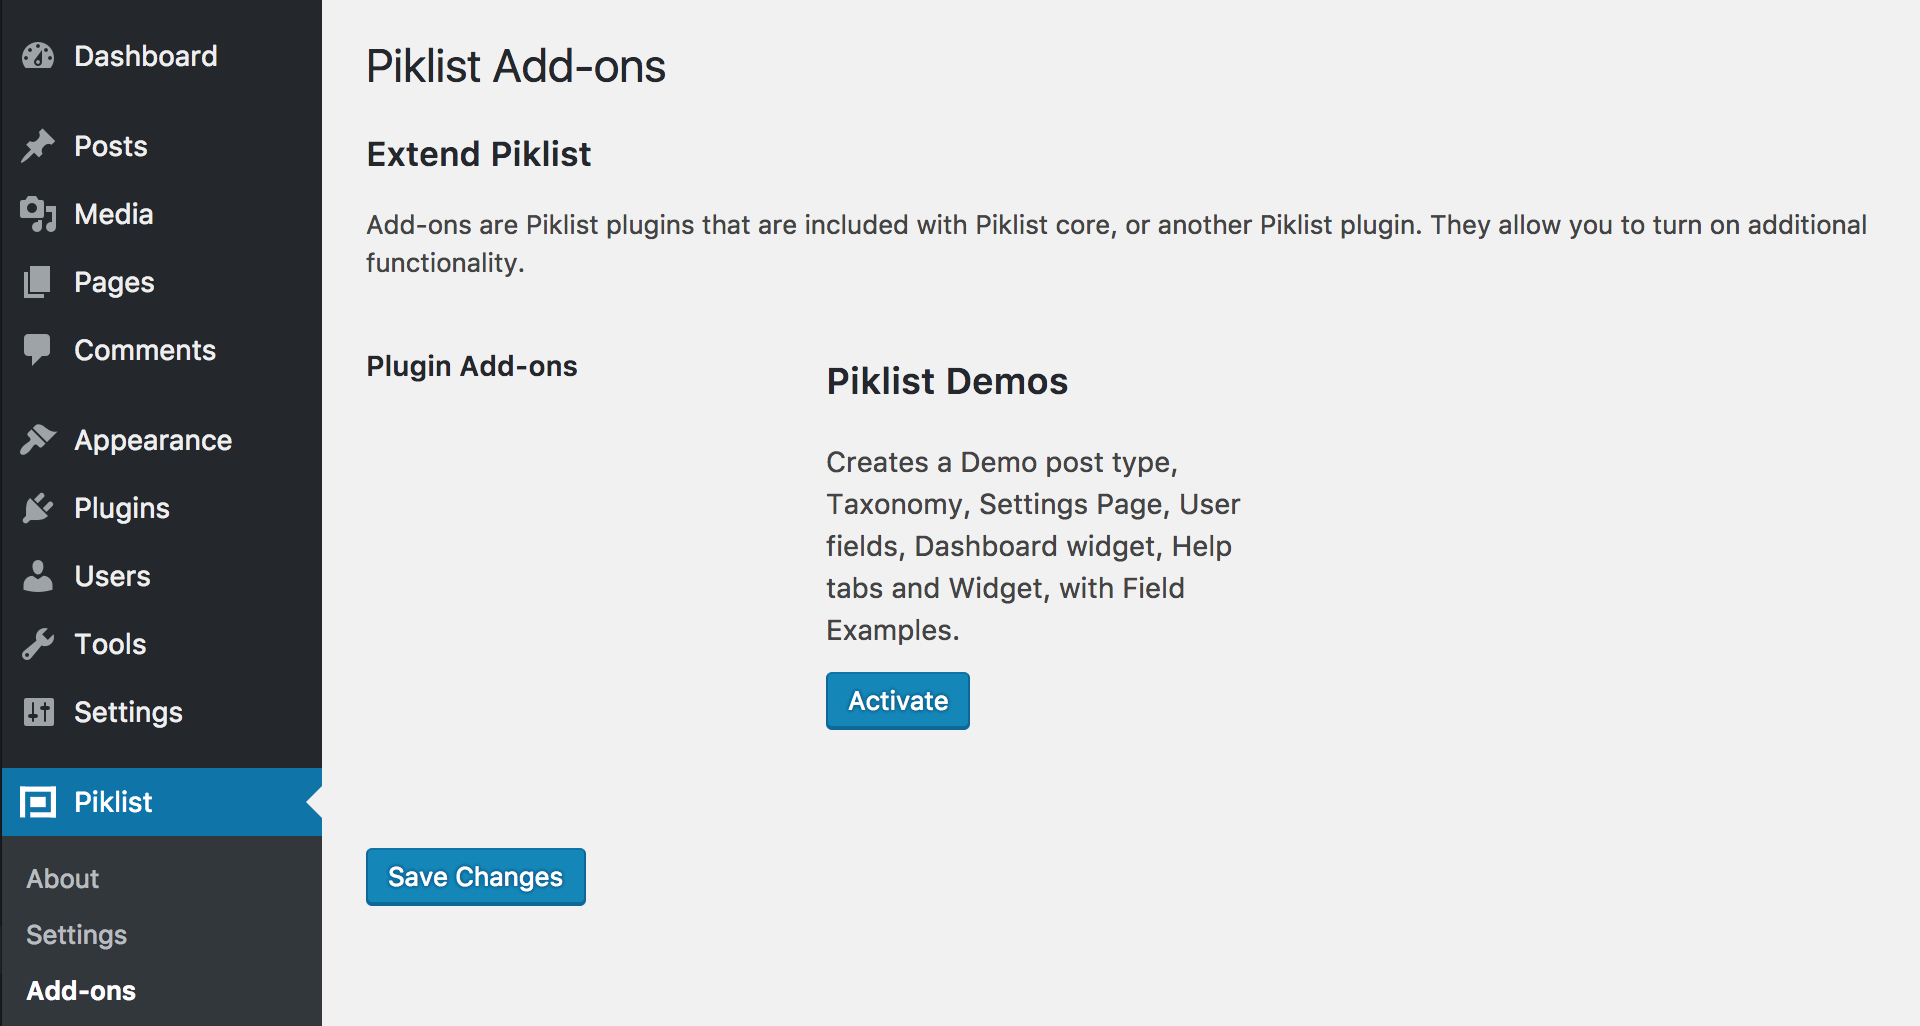 Dashboard
Posts
Media
Pages
Comments
Appearance
Plugins
Users
Tools
Settings
Piklist
About
Settings
Add-ons
Piklist Add-ons
Extend Piklist
Add-ons are Piklist plugins that are included with Piklist core, or another Piklist plugin. They allow you to turn on additional
functionality.
Plugin Add-ons
Piklist Demos
Creates a Demo post type,
Taxonomy, Settings Page, User
fields, Dashboard widget, Help
tabs and Widget, with Field
Examples.
Activate
Save Changes